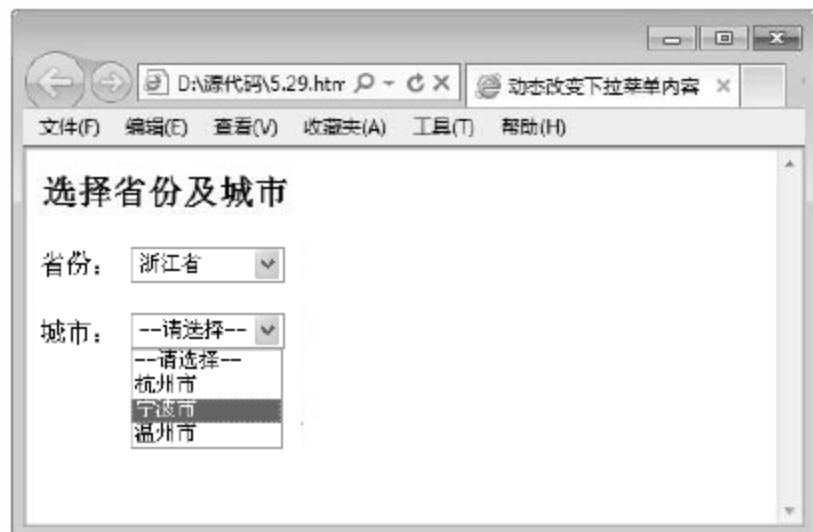 D:\源代码\5.29.htm
动态改变下拉菜单内容
文件(F) 编辑(E) 查看(V) 收藏夹(A) 工具(T) 帮助(H)
选择省份及城市
省份： 浙江省
城市： --请选择--
--请选择--
杭州市
宁波市
温州市